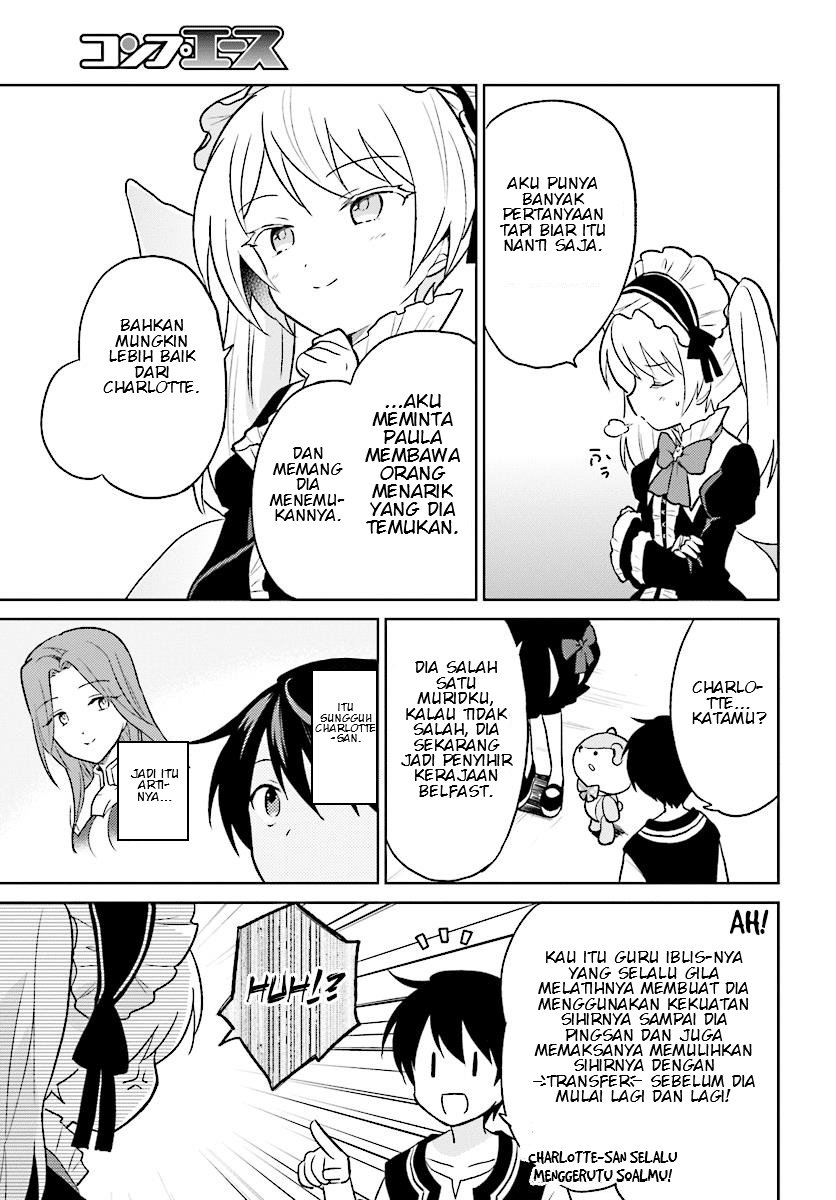 コンプ・エース
AKU PUNYA
BANYAK
PERTANYAAN
TAPI BIAR ITU
NANTI SAJA.
ふぅ
...AKU
MEMINTA
PAULA
MEMBAWA
ORANG
MENARIK
YANG DIA
TEMUKAN.
DAN
MEMANG
DIA
MENEMU-
KANNYA.
BAHKAN
MUNGKIN
LEBIH BAIK
DARI
CHARLOTTE.
CHARLO-
TTE...
KATAMU?
DIA SALAH
SATU
MURIDKU,
KALAU TIDAK
SALAH, DIA
SEKARANG
JADI PENYIHIR
KERAJAAN
BELFAST.
ITU
SUNGGUH
CHARLOTTE
-SAN.
JADI ITU
ARTI-
NYA...
AH!
KAU ITU GURU IBLIS-NYA
YANG SELALU GILA
MELATIHNYA MEMBUAT DIA
MENGGUNAKAN KEKUATAN
SIHIRNYA SAMPAI DIA
PINGSAN DAN JUGA
MEMAKSANYA MEMULIHKAN
SIHIRNYA DENGAN
→TRANSFER← SEBELUM DIA
MULAI LAGI DAN LAGI!
CHARLOTTE-SAN SELALU
MENGGERUTU SOALMU!
HUH!?